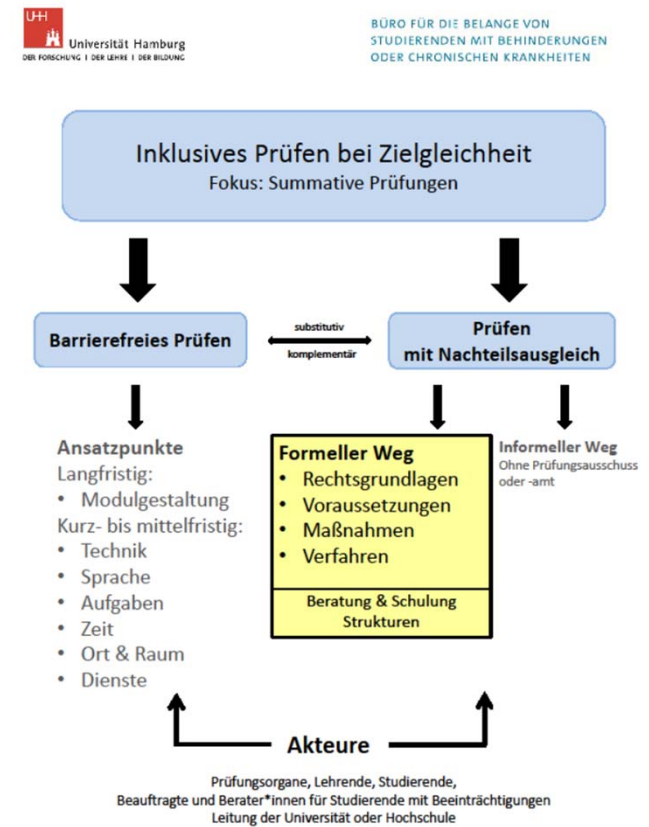 UHH
Universität Hamburg
DER FORSCHUNG | DER LEHRE | DER BILDUNG
BÜRO FÜR DIE BELANGE VON
STUDIERENDEN MIT BEHINDERUNGEN
ODER CHRONISCHEN KRANKHEITEN
Inklusives Prüfen bei Zielgleichheit
Fokus: Summative Prüfungen
Barrierefreies Prüfen
substitutiv
komplementär
Prüfen
mit Nachteilsausgleich
Ansatzpunkte
Langfristig:
• Modulgestaltung
Kurz- bis mittelfristig:
• Technik
• Sprache
• Aufgaben
• Zeit
• Ort & Raum
• Dienste
Formeller Weg
• Rechtsgrundlagen
• Voraussetzungen
• Maßnahmen
• Verfahren
Beratung & Schulung
Strukturen
Informeller Weg
Ohne Prüfungsausschuss
oder -amt
Akteure
Prüfungsorgane, Lehrende, Studierende,
Beauftragte und Berater*innen für Studierende mit Beeinträchtigungen
Leitung der Universität oder Hochschule